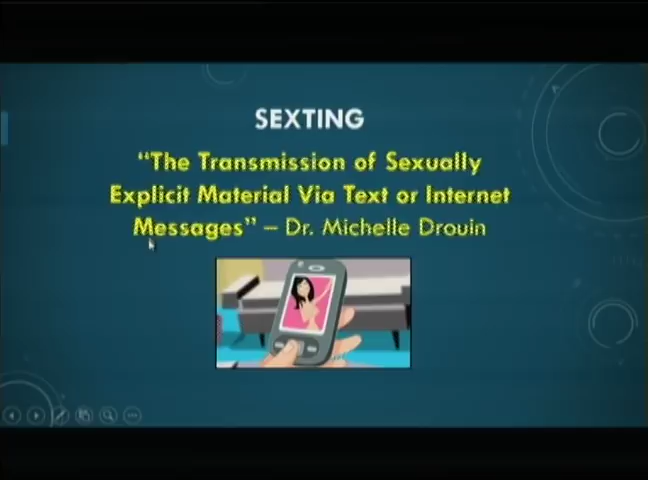 SEXTING
“The Transmission of Sexually
Explicit Material Via Text or Internet
Messages” – Dr. Michelle Drouin